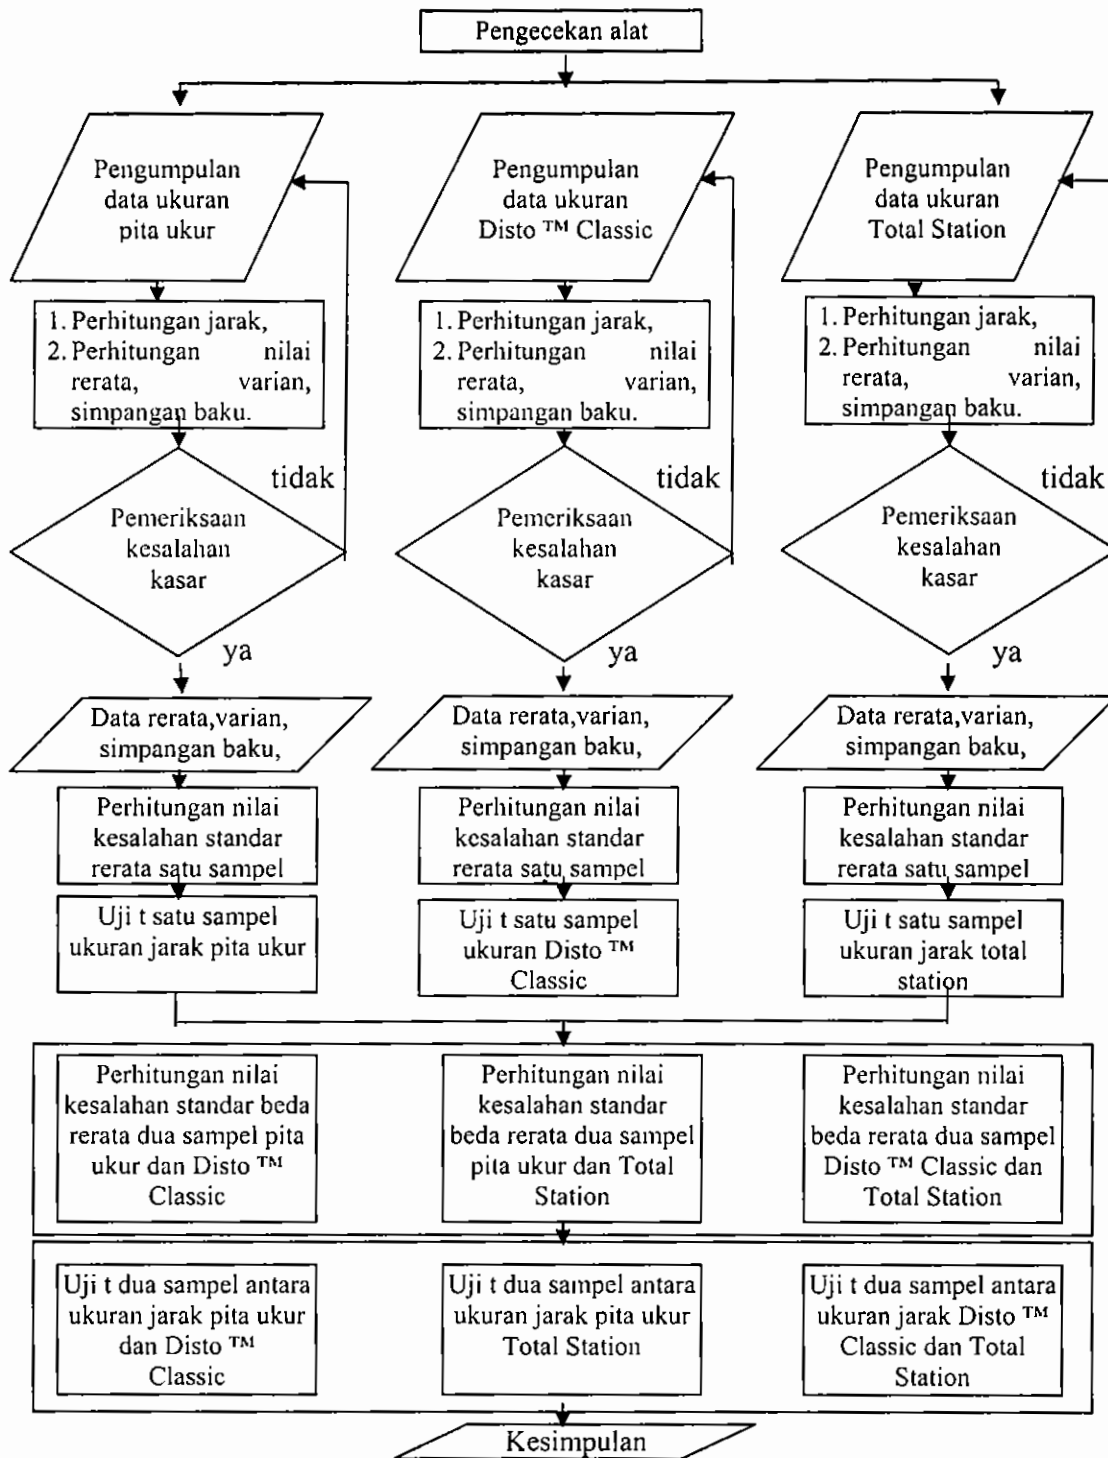 Pengecekan alat
Pengumpulan
data ukuran
pita ukur
Pengumpulan
data ukuran
Disto ™ Classic
Pengumpulan
data ukuran
Total Station
1. Perhitungan jarak,
2. Perhitungan nilai
rerata, varian,
simpangan baku.
1. Perhitungan jarak,
2. Perhitungan nilai
rerata, varian,
simpangan baku.
1. Perhitungan jarak,
2. Perhitungan nilai
rerata, varian,
simpangan baku.
tidak
Pemeriksaan
kesalahan
kasar
ya
tidak
Pemeriksaan
kesalahan
kasar
ya
tidak
Pemeriksaan
kesalahan
kasar
ya
Data rerata,varian,
simpangan baku,
Data rerata,varian,
simpangan baku,
Data rerata,varian,
simpangan baku,
Perhitungan nilai
kesalahan standar
rerata satu sampel
Perhitungan nilai
kesalahan standar
rerata satu sampel
Perhitungan nilai
kesalahan standar
rerata satu sampel
Uji t satu sampel
ukuran jarak pita ukur
Uji t satu sampel
ukuran Disto ™
Classic
Uji t satu sampel
ukuran jarak total
station
Perhitungan nilai
kesalahan standar beda
rerata dua sampel pita
ukur dan Disto ™
Classic
Perhitungan nilai
kesalahan standar
beda rerata dua sampel
pita ukur dan Total
Station
Perhitungan nilai
kesalahan standar
beda rerata dua sampel
Disto ™ Classic dan
Total Station
Uji t dua sampel antara
ukuran jarak pita ukur
dan Disto ™
Classic
Uji t dua sampel antara
ukuran jarak pita ukur
Total Station
Uji t dua sampel antara
ukuran jarak Disto ™
Classic dan Total
Station
Kesimpulan